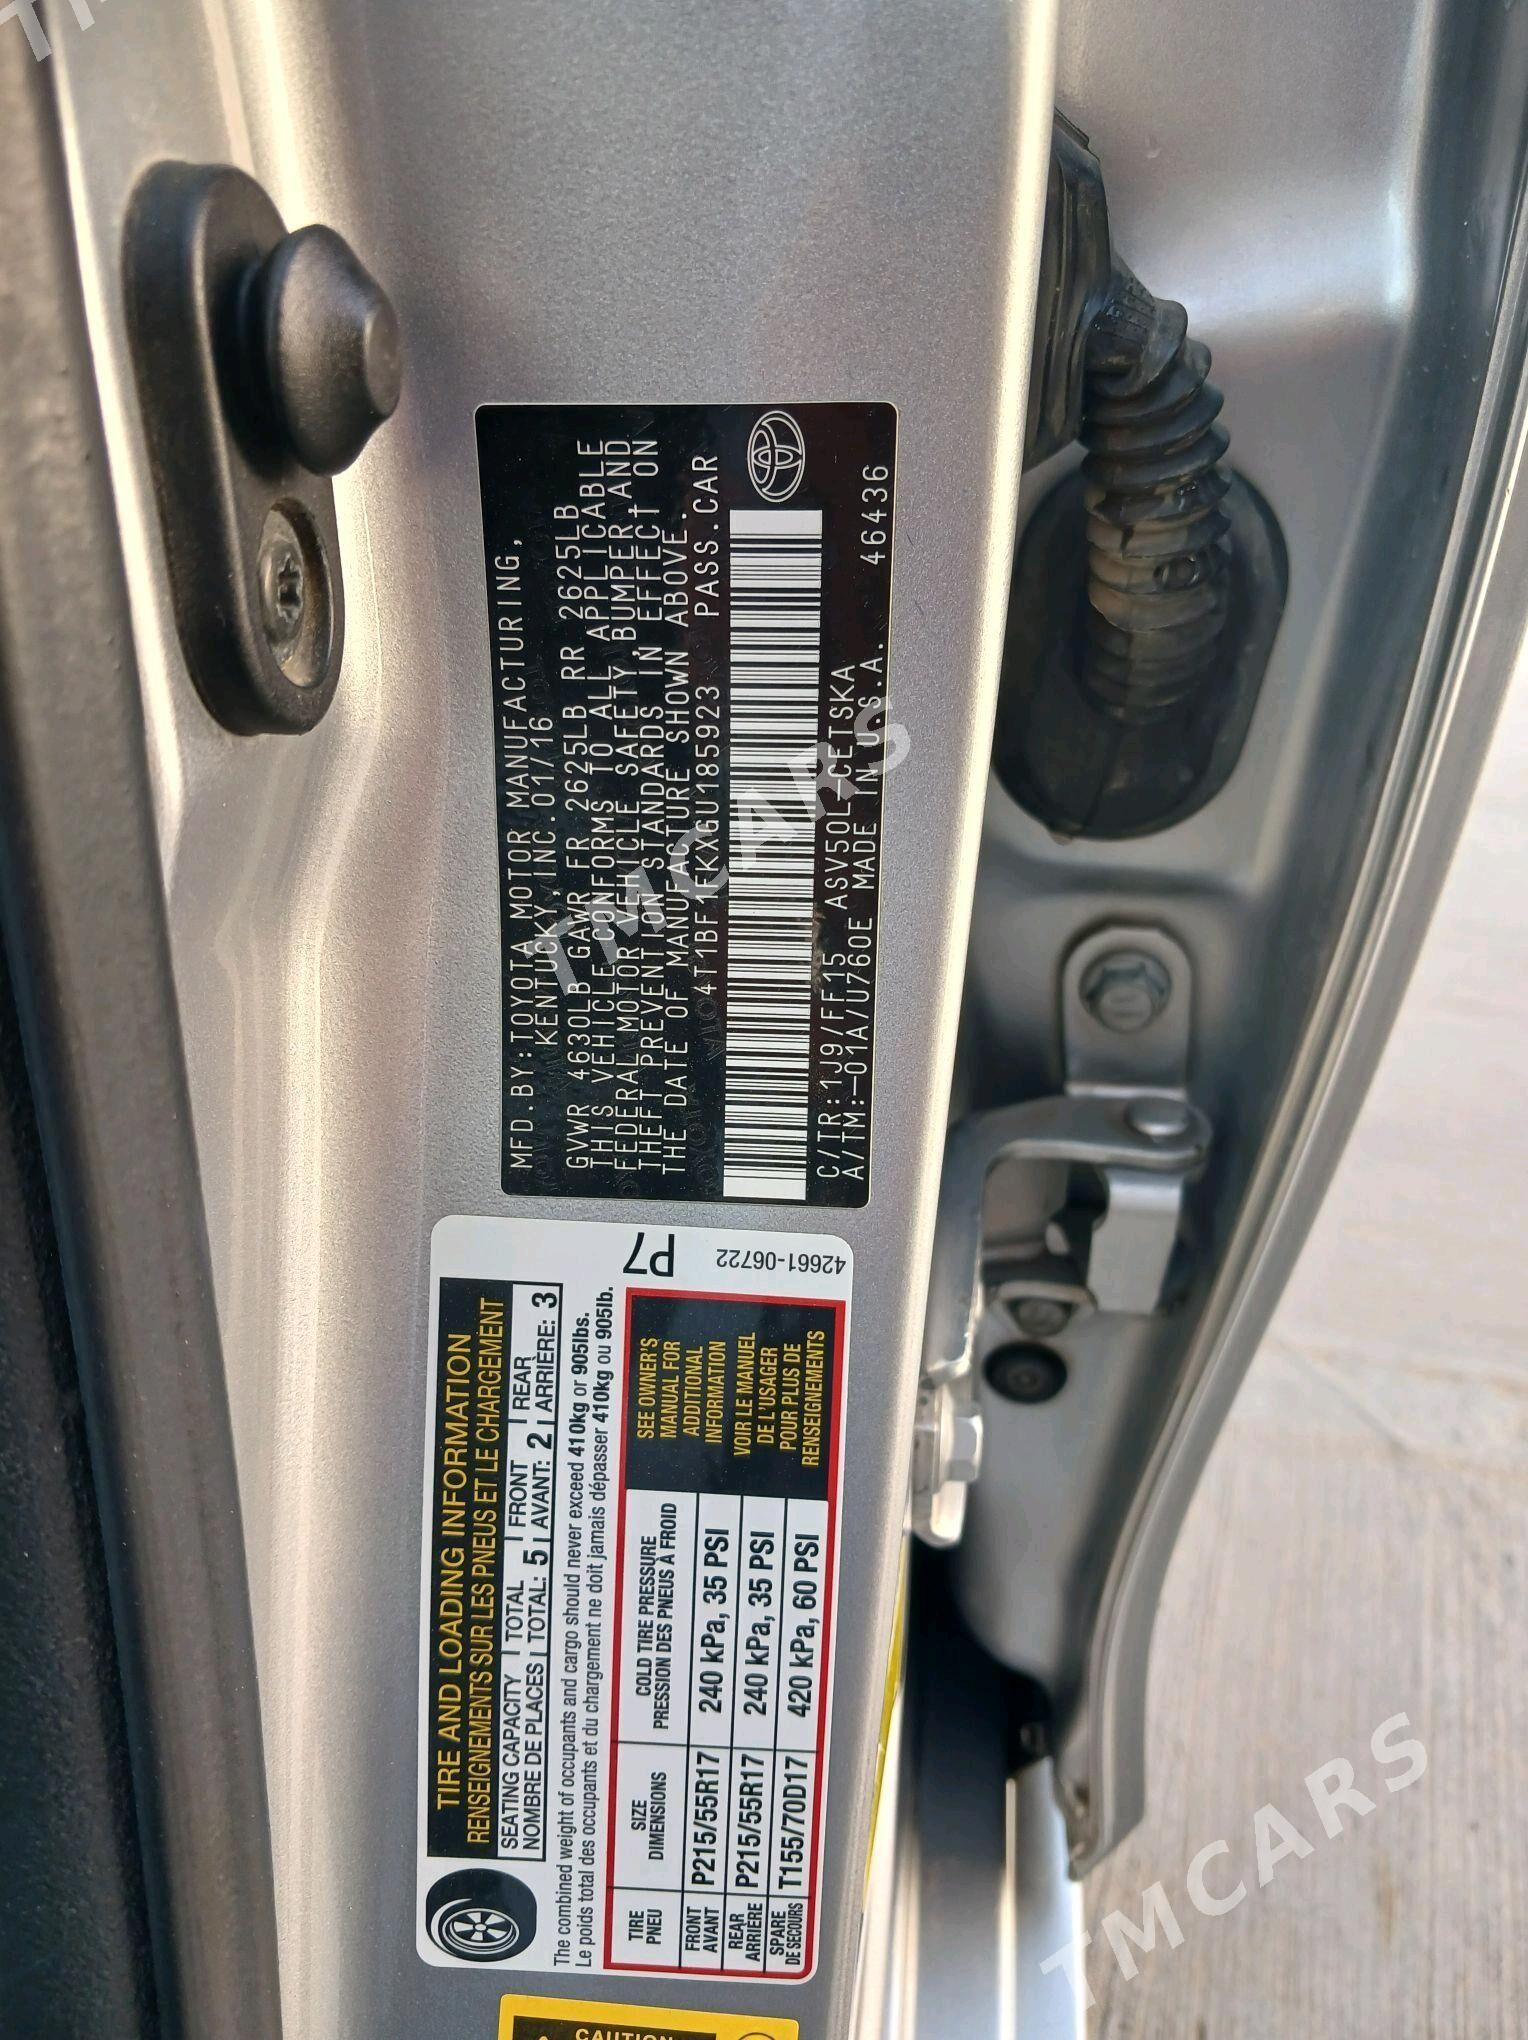 MFD.BY:TOYOTA MOTOR MANUFACTURING,
KENTUCKY, INC. 01/16
GVWR 4630LB GAWR FR 2625LB RR 2625LB
THIS VEHICLE CONFORMS TO ALL APPLICABLE
FEDERAL MOTOR VEHICLE SAFETY, BUMPER AND
THEFT PREVENTION STANDARDS IN EFFECT ON
THE DATE OF MANUFACTURE SHOWN ABOVE.
4T1BF1FKXGU185923 PASS.CAR
C/TR:1J9/FF15 ASV50L-CETSKA
A/TM:-01A/U760E MADE IN U.S.A. 46436
TIRE AND LOADING INFORMATION
RENSEIGNEMENTS SUR LES PNEUS ET LE CHARGEMENT
SEATING CAPACITY TOTAL FRONT REAR
NOMBRE DE PLACES TOTAL: 5 AVANT: 2 ARRIÈRE: 3
The combined weight of occupants and cargo should never exceed 410kg or 905lbs.
Le poids total des occupants et du chargement ne doit jamais dépasser 410kg ou 905lb.
TIRE SIZE COLD TIRE PRESSURE
PNEU DIMENSIONS PRESSION DES PNEUS À FROID
FRONT
AVANT P215/55R17 240 kPa, 35 PSI
REAR
ARRIÈRE P215/55R17 240 kPa, 35 PSI
SPARE
DE SECOURS T155/70D17 420 kPa, 60 PSI
SEE OWNER'S
MANUAL FOR
ADDITIONAL
INFORMATION
VOIR LE MANUEL
DE L'USAGER
POUR PLUS DE
RENSEIGNEMENTS
P7
42661-06722
CAUTION
TMCARS
TMCARS